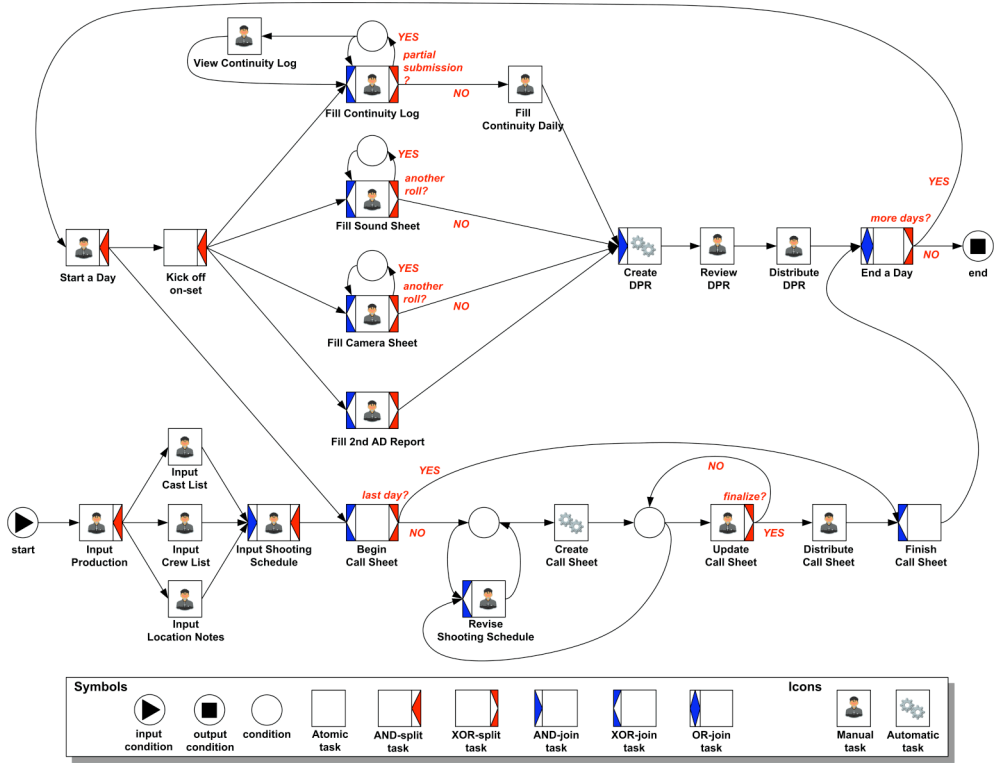 YES
View Continuity Log
partial
submission
?
Fill Continuity Log
NO
Fill
Continuity Daily
YES
another
roll?
Fill Sound Sheet
NO
YES
more days?
Start a Day
Kick off
on-set
YES
another
roll?
NO
Fill Camera Sheet
Create
DPR
Review
DPR
Distribute
DPR
End a Day
NO
end
Fill 2nd AD Report
Input
Cast List
YES
NO
last day?
finalize?
start
Input
Production
Input
Crew List
Input Shooting
Schedule
Begin
Call Sheet
NO
Create
Call Sheet
Update
Call Sheet
YES
Distribute
Call Sheet
Finish
Call Sheet
Input
Location Notes
Revise
Shooting Schedule
Symbols
Icons
input
condition
output
condition
condition
Atomic
task
AND-split
task
XOR-split
task
AND-join
task
XOR-join
task
OR-join
task
Manual
task
Automatic
task